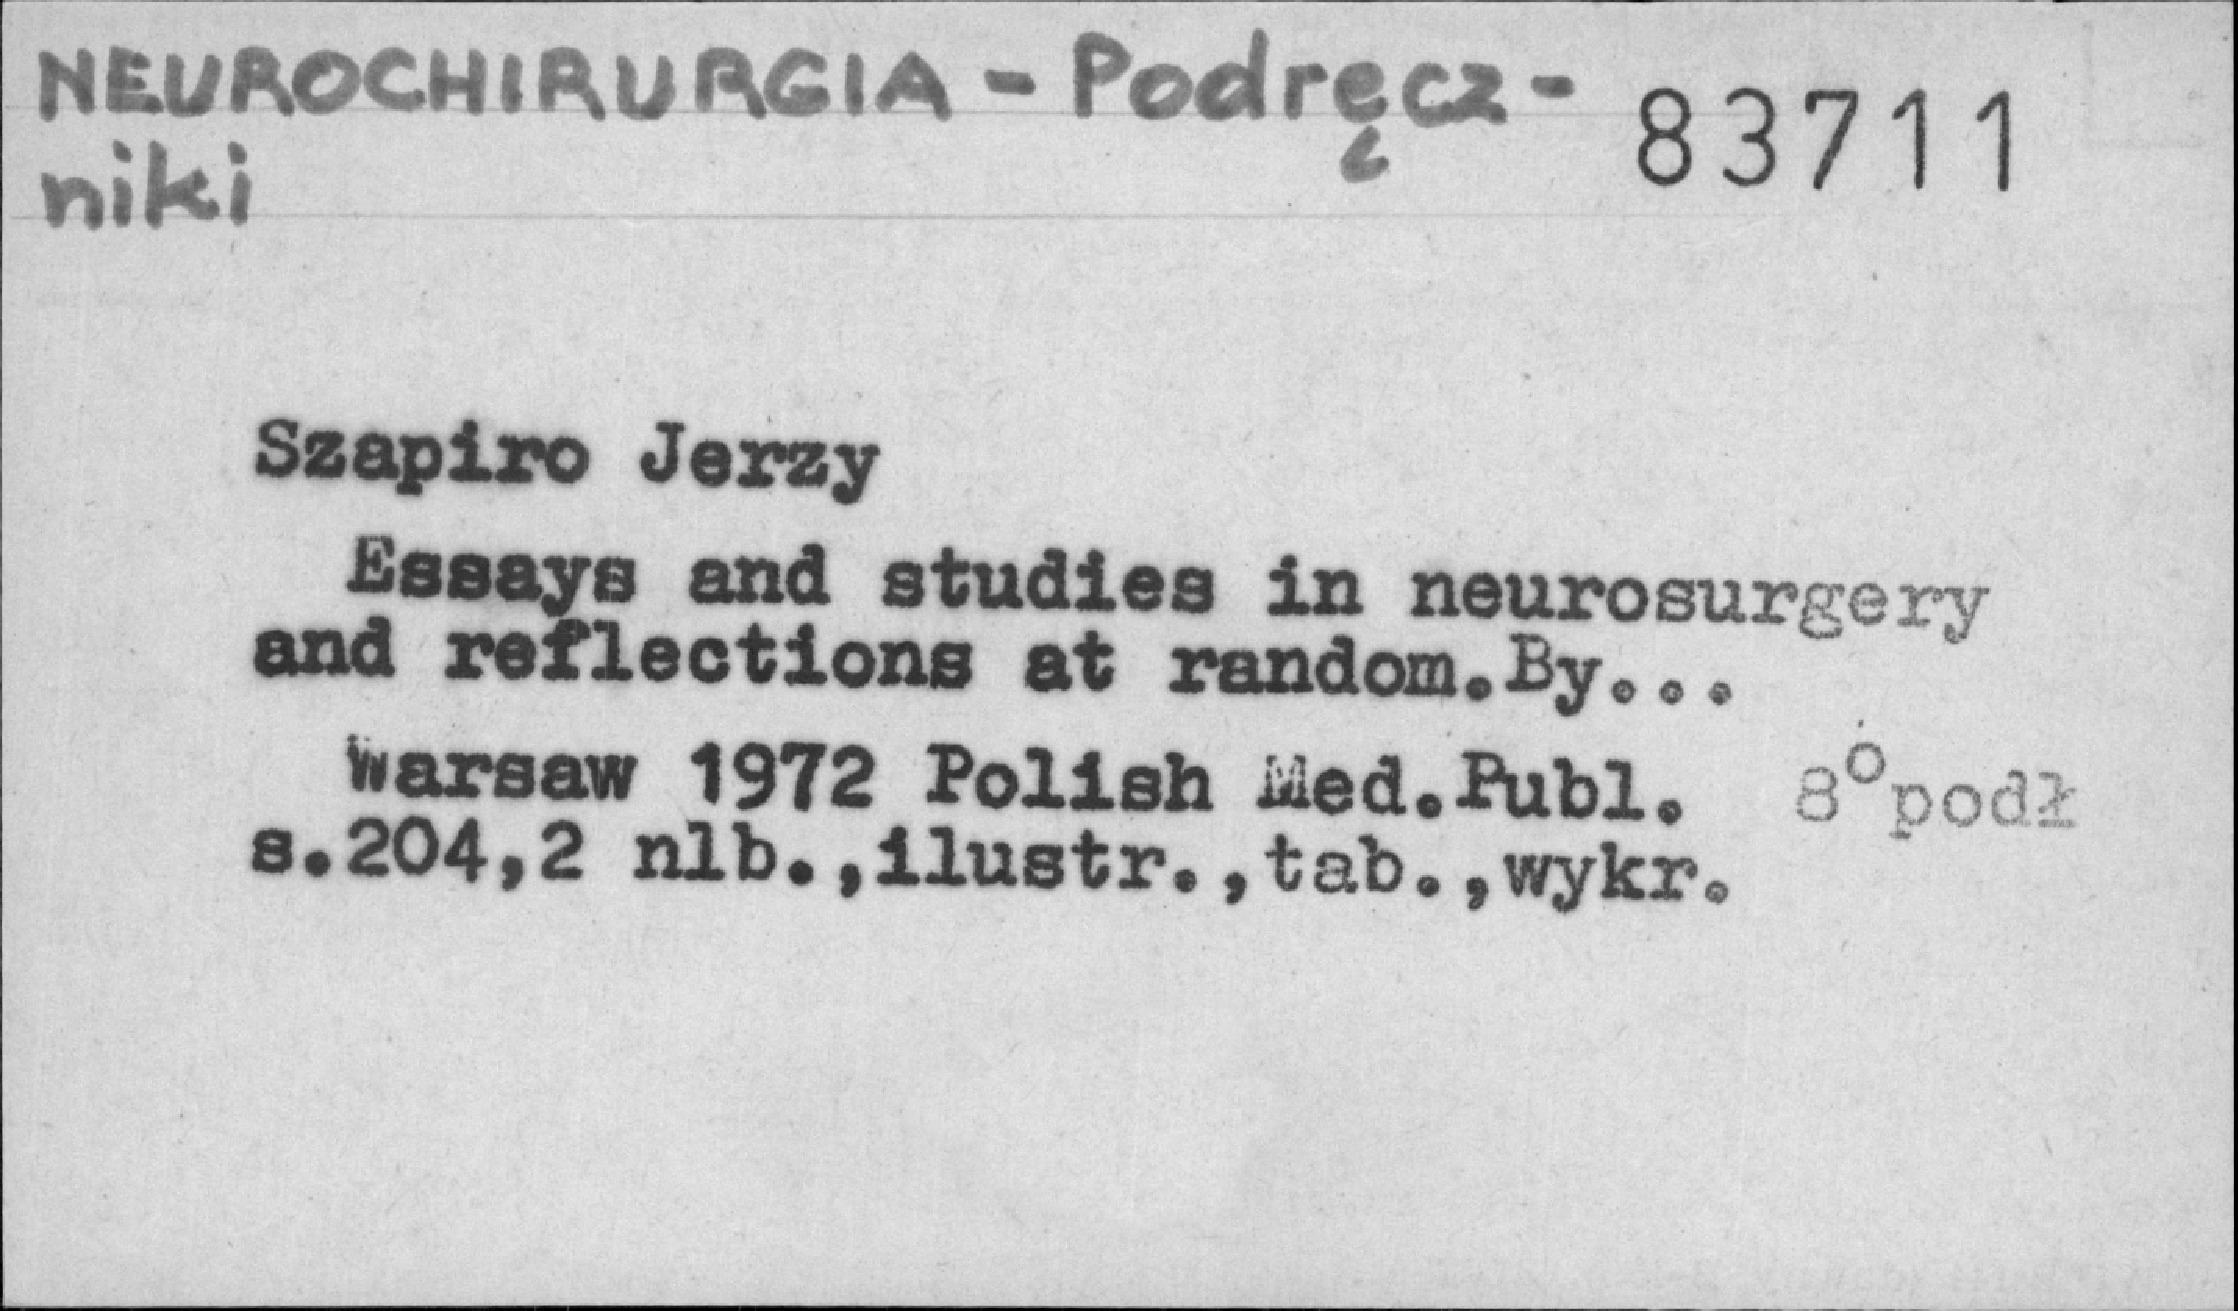 NEUROCHIRURGIA - Podręcz- 83711
niki
Szapiro Jerzy
Essays and studies in neurosurgery
and reflections at random.By...
Warsaw 1972 Polish Med.Publ. 8°podł
s.204,2 nlb.,ilustr.,tab.,wykr.